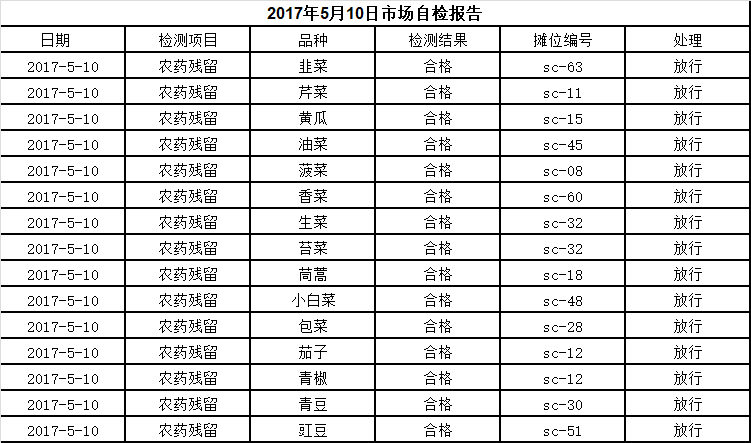 2017年5月10日市场自检报告
日期 检测项目 品种 检测结果 摊位编号 处理
2017-5-10 农药残留 韭菜 合格 sc-63 放行
2017-5-10 农药残留 芹菜 合格 sc-11 放行
2017-5-10 农药残留 黄瓜 合格 sc-15 放行
2017-5-10 农药残留 油菜 合格 sc-45 放行
2017-5-10 农药残留 菠菜 合格 sc-08 放行
2017-5-10 农药残留 香菜 合格 sc-60 放行
2017-5-10 农药残留 生菜 合格 sc-32 放行
2017-5-10 农药残留 苔菜 合格 sc-32 放行
2017-5-10 农药残留 茼蒿 合格 sc-18 放行
2017-5-10 农药残留 小白菜 合格 sc-48 放行
2017-5-10 农药残留 包菜 合格 sc-28 放行
2017-5-10 农药残留 茄子 合格 sc-12 放行
2017-5-10 农药残留 青椒 合格 sc-12 放行
2017-5-10 农药残留 青豆 合格 sc-30 放行
2017-5-10 农药残留 豇豆 合格 sc-51 放行